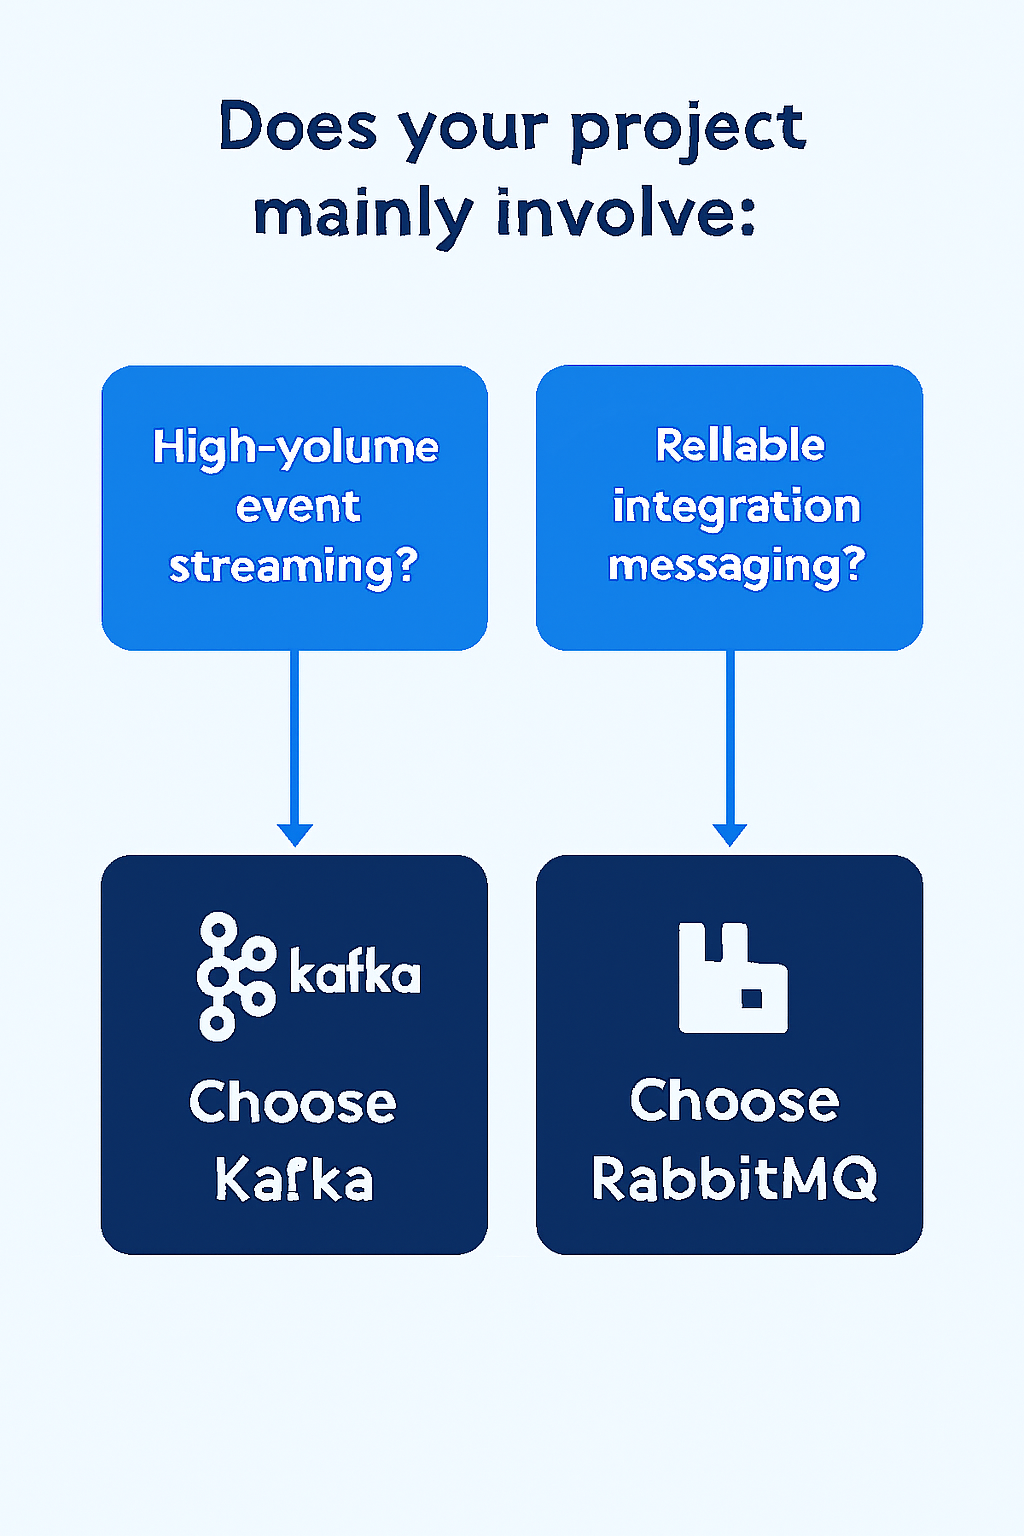 Does your project
mainly involve:
High-yolume
event
streaming?
Rellable
integration
messaging?
kafka
Choose
Kafka
Choose
RabbitMQ